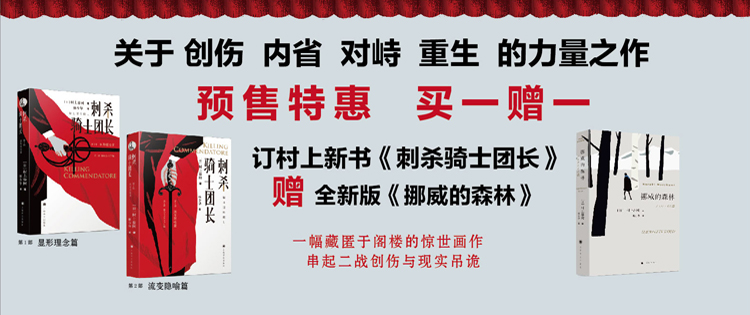 关于 创伤 内省 对峙 重生 的力量之作
预售特惠 买一赠一
订村上新书《刺杀骑士团长》
赠 全新版《挪威的森林》
一幅藏匿于阁楼的惊世画作
串起二战创伤与现实吊诡
刺杀
骑士团长
KILLING
COMMENDATORE
第1部 显形理念篇
刺杀
骑士团长
KILLING
COMMENDATORE
第2部 流变隐喻篇
挪威的森林